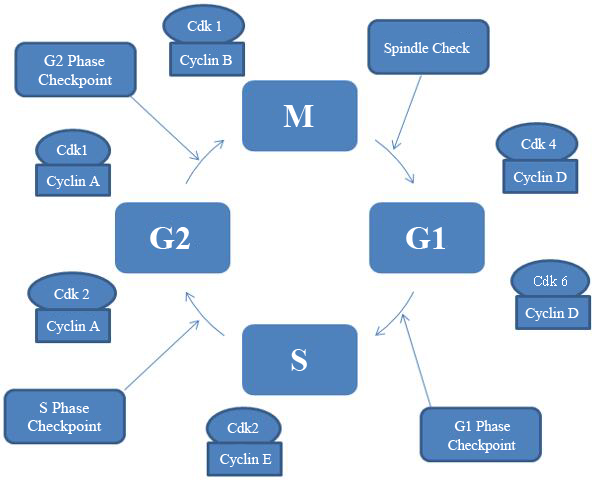 Cdk 1
Cyclin B
G2 Phase
Checkpoint
Spindle Check
M
Cdk1
Cyclin A
Cdk 4
Cyclin D
G2
G1
Cdk 2
Cyclin A
Cdk 6
Cyclin D
S
S Phase
Checkpoint
Cdk2
Cyclin E
G1 Phase
Checkpoint